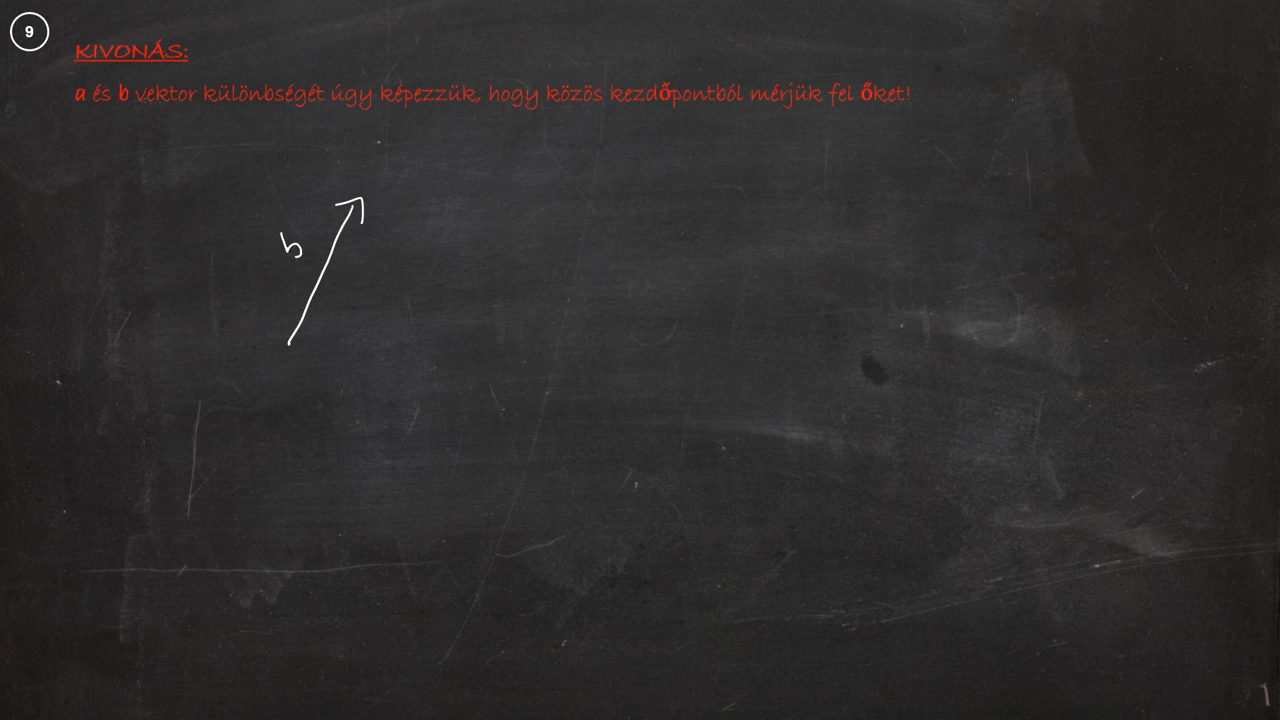 9
KIVONÁS:
a és b vektor különbségét úgy képezzük, hogy közös kezdőpontból mérjük fel őket!
b